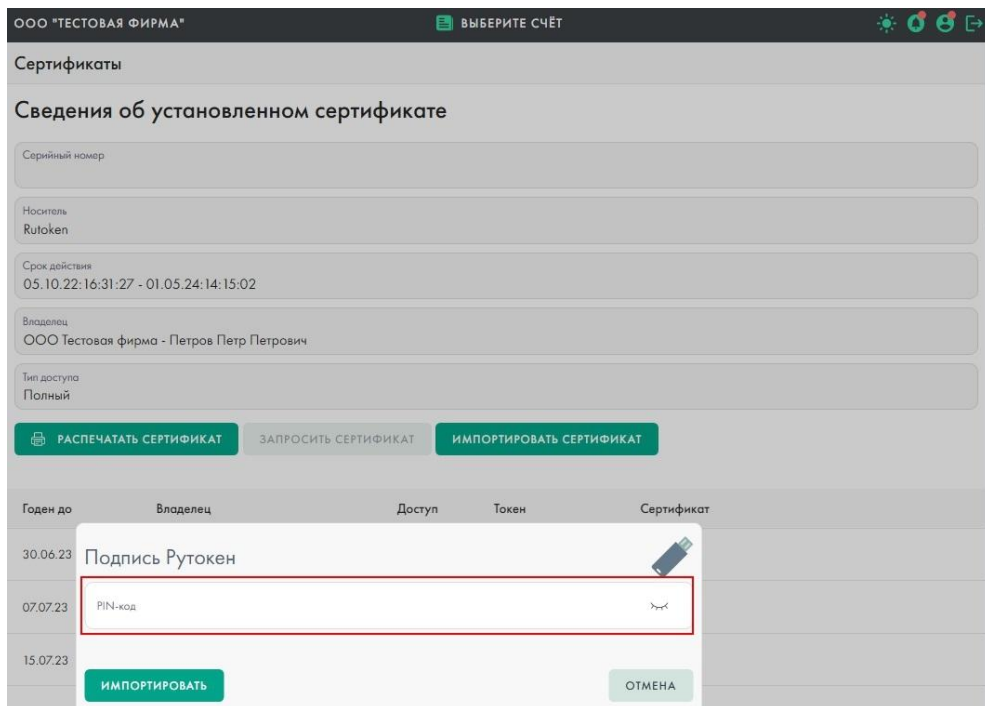 ООО "ТЕСТОВАЯ ФИРМА" ВЫБЕРИТЕ СЧЁТ
Сертификаты
Сведения об установленном сертификате
Серийный номер
Носитель
Rutoken
Срок действия
05.10.22:16:31:27 - 01.05.24:14:15:02
Владелец
ООО Тестовая фирма - Петров Петр Петрович
Тип доступа
Полный
РАСПЕЧАТАТЬ СЕРТИФИКАТ ЗАПРОСИТЬ СЕРТИФИКАТ ИМПОРТИРОВАТЬ СЕРТИФИКАТ
Годен до Владелец Доступ Токен Сертификат
30.06.23 Подпись Рутокен
07.07.23 PIN-код
15.07.23
ИМПОРТИРОВАТЬ ОТМЕНА